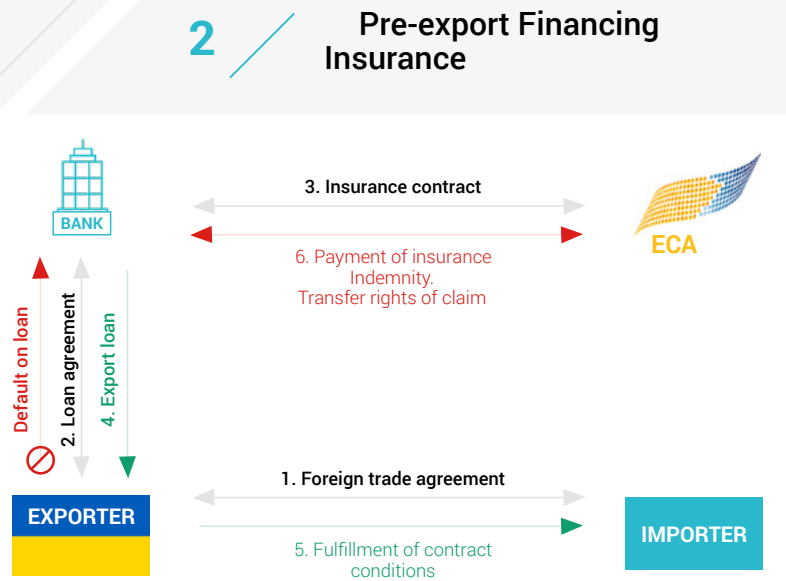 2
Pre-export Financing
Insurance
BANK
3. Insurance contract
ECA
6. Payment of insurance
Indemnity.
Transfer rights of claim
Default on loan
2. Loan agreement
4. Export loan
1. Foreign trade agreement
EXPORTER
IMPORTER
5. Fulfillment of contract
conditions